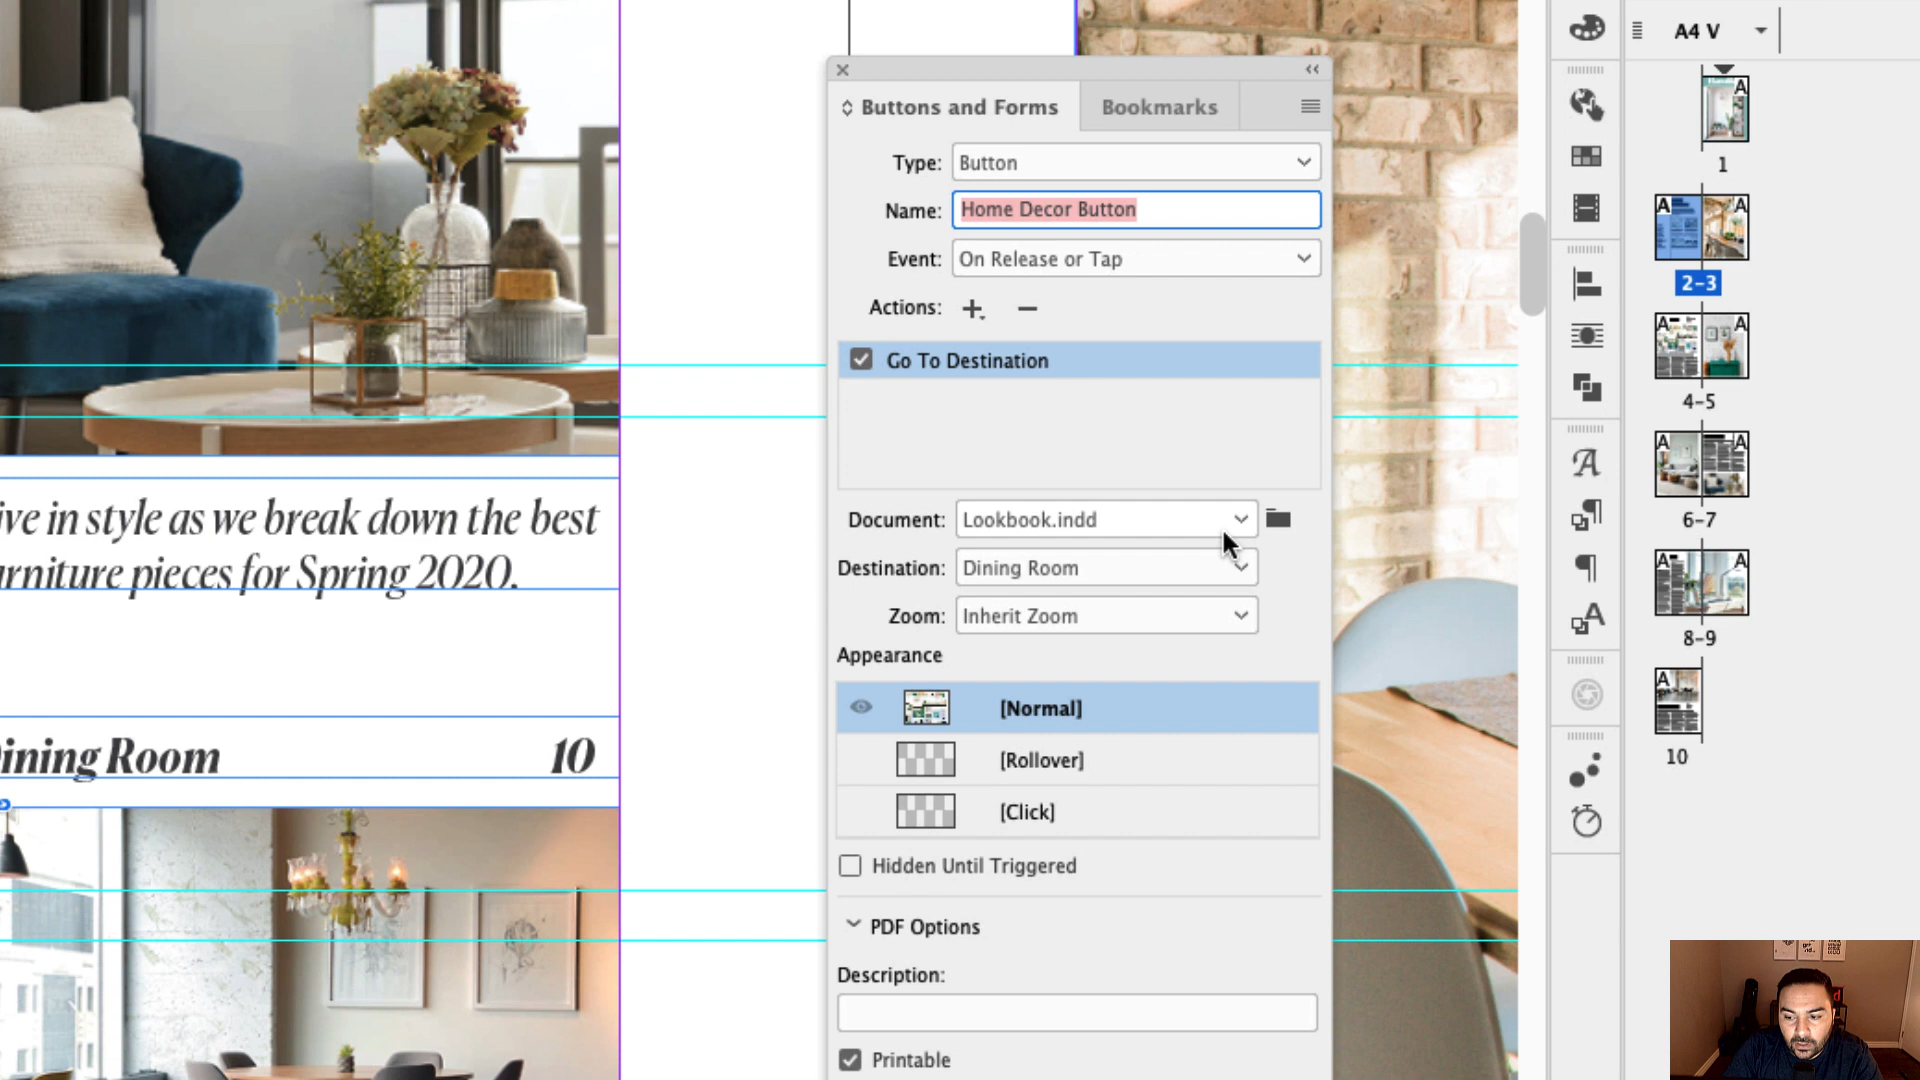 A4 V
Buttons and Forms
Bookmarks
Type: Button
Name: Home Decor Button
Event: On Release or Tap
Actions:
Go To Destination
Document: Lookbook.indd
Destination: Dining Room
Zoom: Inherit Zoom
Appearance
[Normal]
[Rollover]
[Click]
Hidden Until Triggered
PDF Options
Description:
Printable
ive in style as we break down the best
urniture pieces for Spring 2020.
ining Room 10
A
1
A A
2-3
A A
4-5
A A
6-7
A A
8-9
A
10